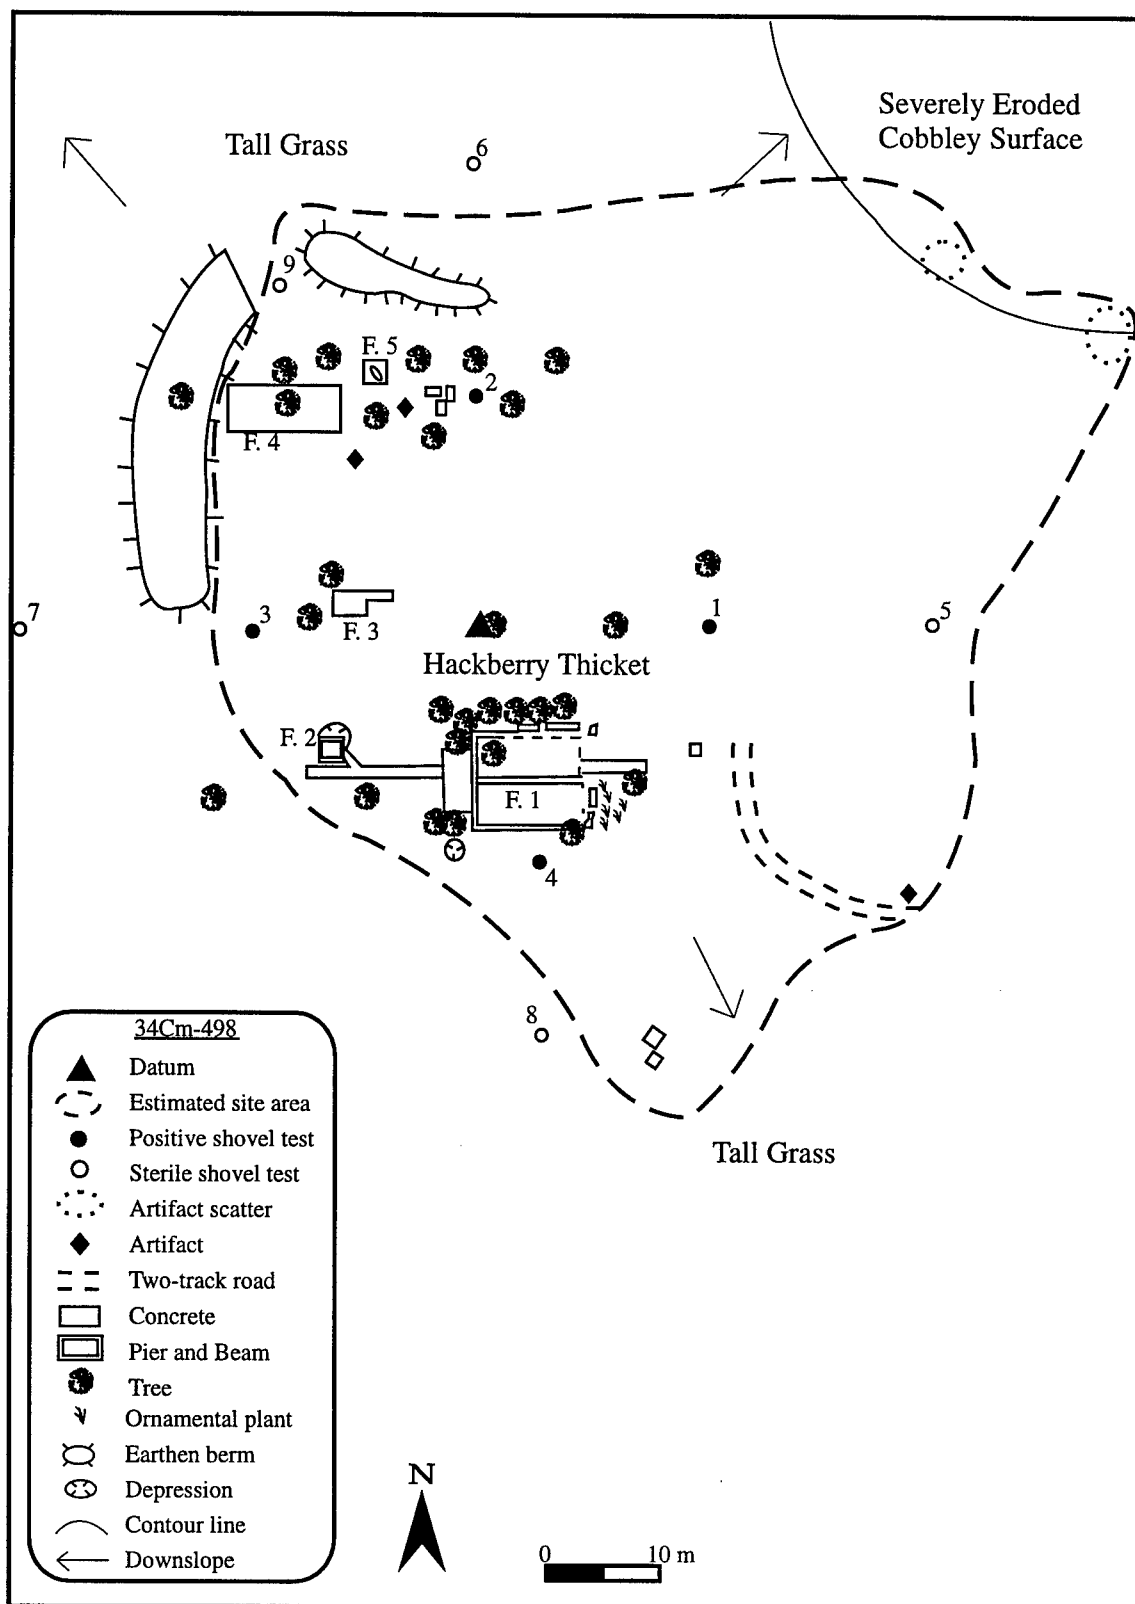 Severely Eroded
Cobbley Surface
Tall Grass
6
9
F. 5
2
F. 4
7
3
F. 3
1
5
Hackberry Thicket
F. 2
F. 1
4
8
Tall Grass
34Cm-498
Datum
Estimated site area
Positive shovel test
Sterile shovel test
Artifact scatter
Artifact
Two-track road
Concrete
Pier and Beam
Tree
Ornamental plant
Earthen berm
Depression
Contour line
Downslope
N
0 10 m